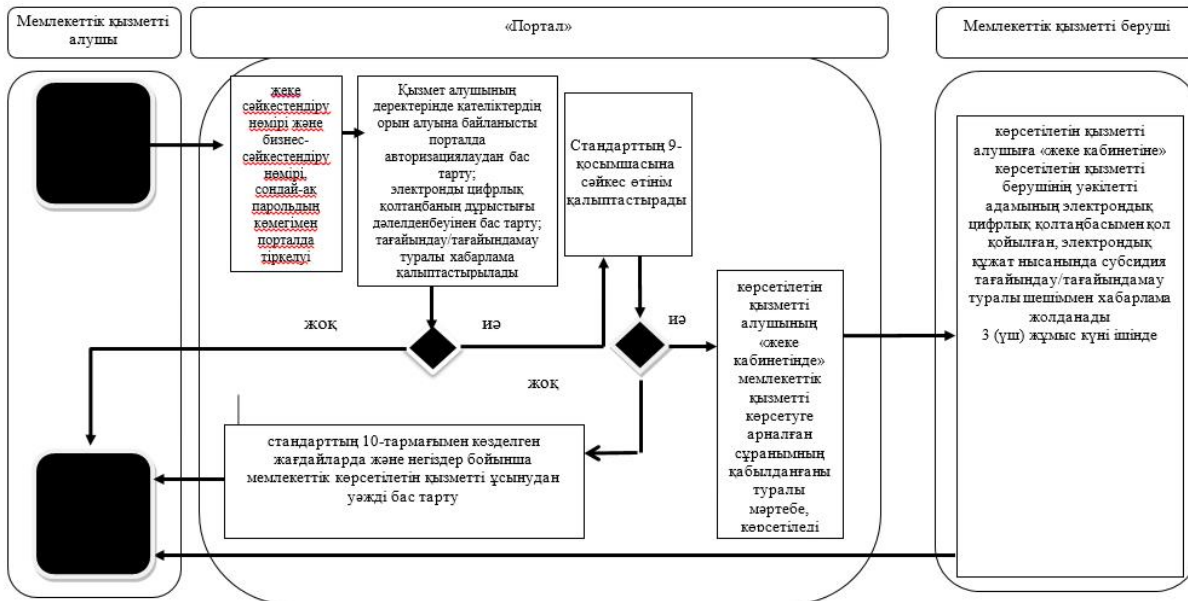 Мемлекеттік қызметті
алушы
«Портал»
Мемлекеттік қызметті беруші
жеке
сәйкестендіру
нөмірі және
бизнес-
сәйкестендіру
нөмірі,
сондай-ақ
парольдың
көмегімен
порталда
тіркелуі
Қызмет алушының
деректерінде қателіктердің
орын алуына байланысты
порталда
авторизациялаудан бас
тарту;
электронды цифрлық
қолтаңбаның дұрыстығы
дәлелденбеуінен бас тарту;
тағайындау/тағайындамау
туралы хабарлама
қалыптастырылады
Стандарттың 9-
қосымшасына
сәйкес өтінім
қалыптастырады
көрсетілетін қызметті
алушыға «жеке кабинетіне»
көрсетілетін қызметті
берушінің уәкілетті
адамының электрондық
цифрлық қолтаңбасымен қол
қойылған, электрондық
құжат нысанында субсидия
тағайындау/тағайындамау
туралы шешіммен хабарлама
жолданады
3 (үш) жұмыс күні ішінде
жоқ
иә
иә
жоқ
көрсетілетін
қызметті
алушының
«жеке
кабинетінде»
мемлекеттік
қызметті
көрсетуге
арналған
сұранымның
қабылданғаны
туралы
мәртебе,
көрсетіледі
стандарттың 10-тармағымен көзделген
жағдайларда және негіздер бойынша
мемлекеттік көрсетілетін қызметті ұсынудан
уәжді бас тарту